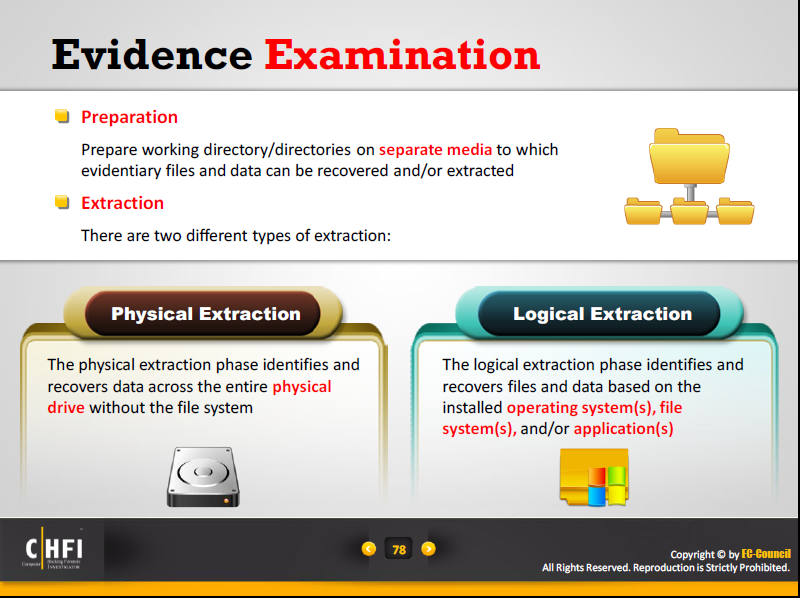 Evidence Examination
Preparation
Prepare working directory/directories on separate media to which
evidentiary files and data can be recovered and/or extracted
Extraction
There are two different types of extraction:
Physical Extraction
The physical extraction phase identifies and
recovers data across the entire physical
drive without the file system
Logical Extraction
The logical extraction phase identifies and
recovers files and data based on the
installed operating system(s), file
system(s), and/or application(s)
CHFI
Computer Hacking Forensic
INVESTIGATOR
78
Copyright © by EC-Council
All Rights Reserved. Reproduction is Strictly Prohibited.